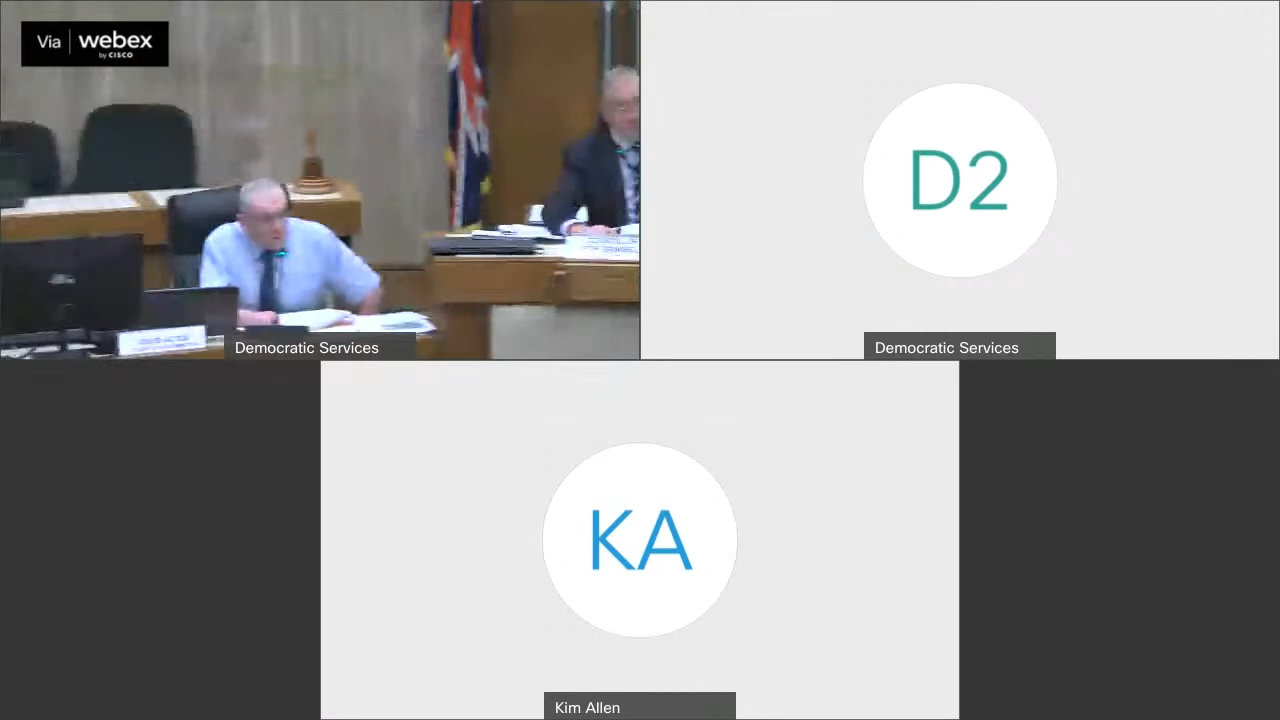 Via webex
by CISCO
D2
Democratic Services
Democratic Services
KA
Kim Allen